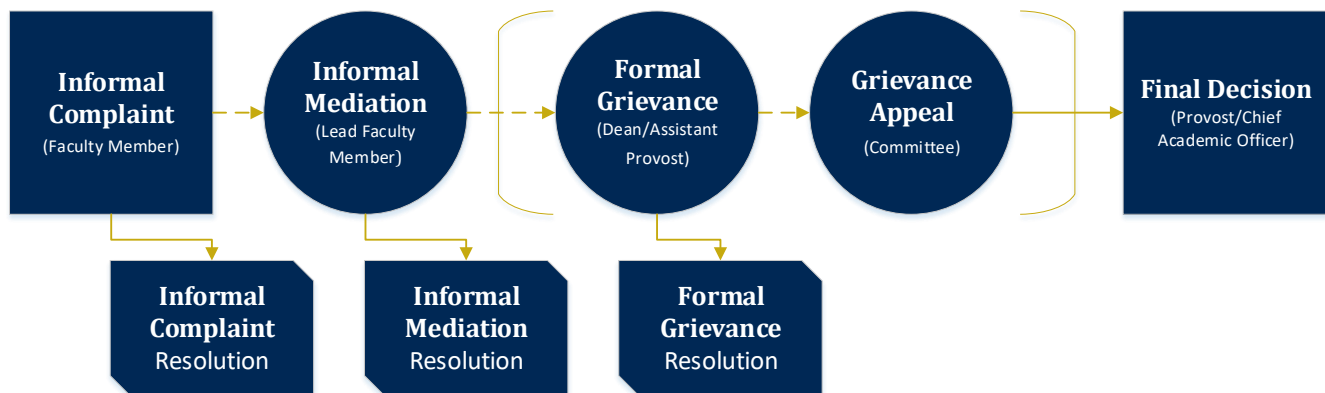 Informal
Complaint
(Faculty Member)
Informal
Mediation
(Lead Faculty
Member)
Formal
Grievance
(Dean/Assistant
Provost)
Grievance
Appeal
(Committee)
Final Decision
(Provost/Chief
Academic Officer)
Informal
Complaint
Resolution
Informal
Mediation
Resolution
Formal
Grievance
Resolution